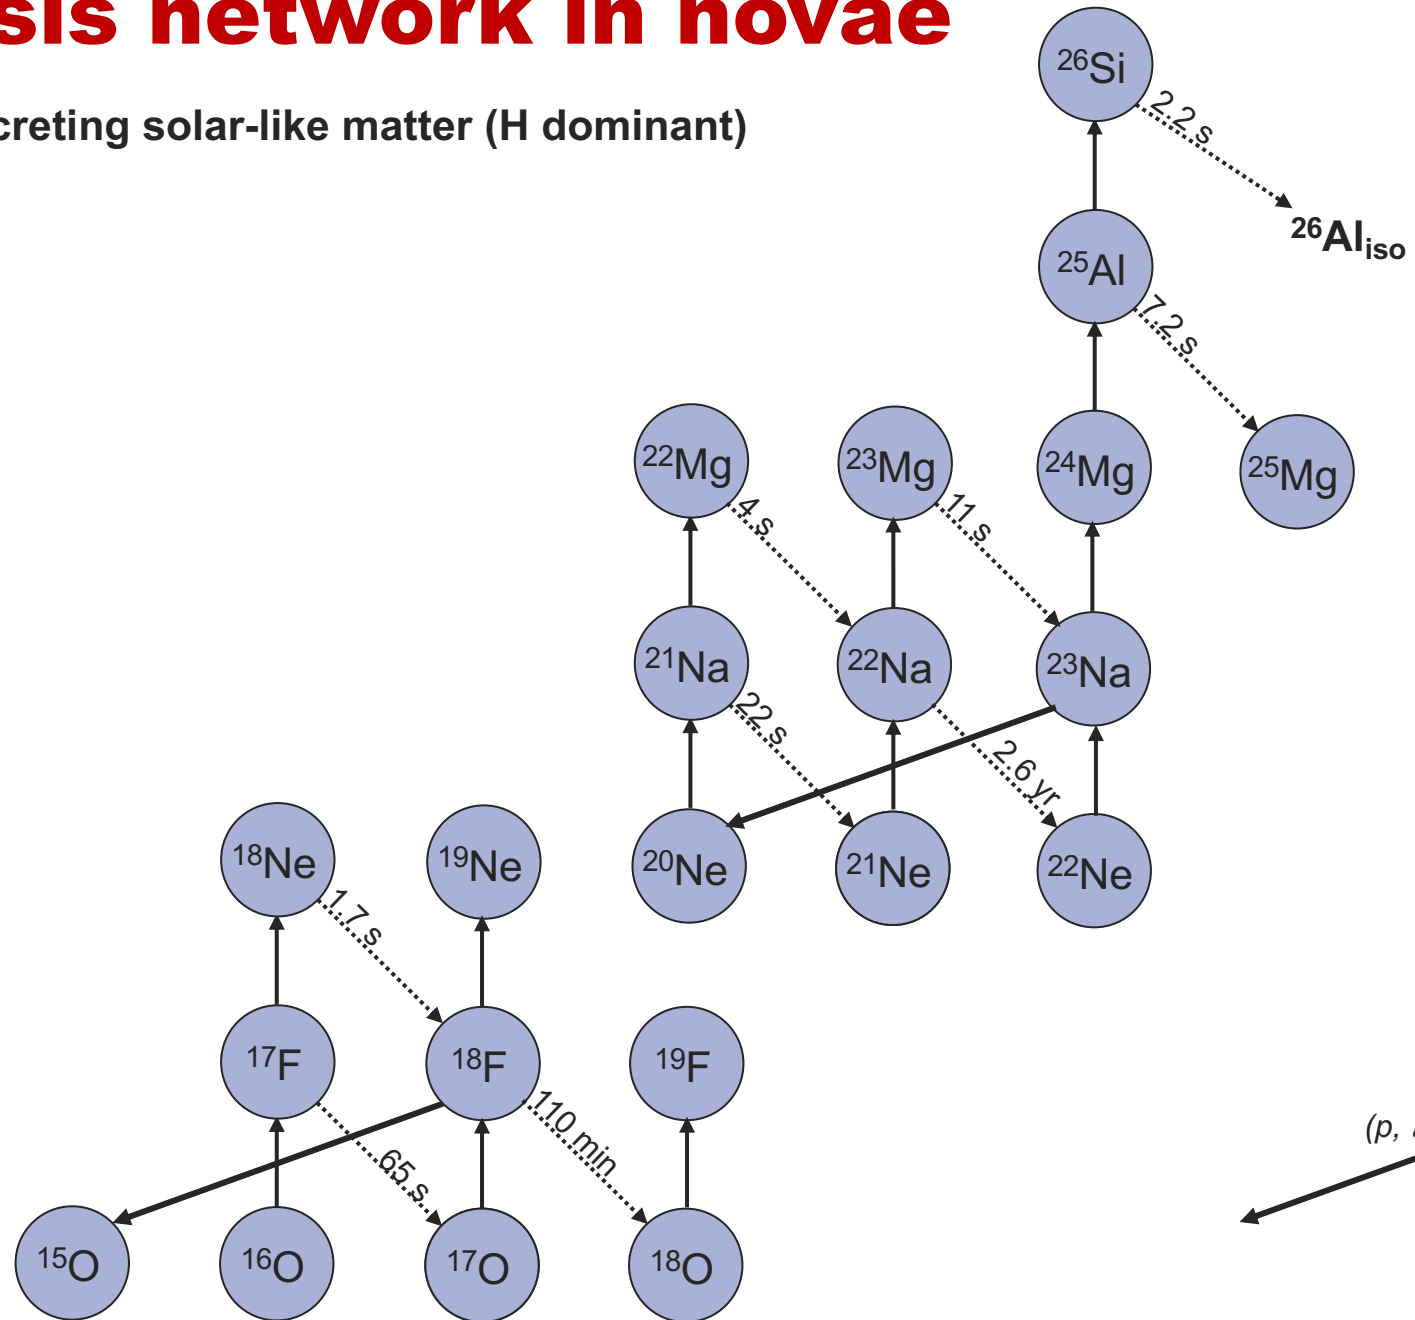 sis network in novae
creting solar-like matter (H dominant)
²⁶Si
2.2 s
²⁶Al_iso
²⁵Al
7.2 s
²²Mg
²³Mg
²⁴Mg
²⁵Mg
4 s
11 s
²¹Na
²²Na
²³Na
22 s
2.6 yr
²⁰Ne
²¹Ne
²²Ne
¹⁸Ne
¹⁹Ne
1.7 s
¹⁷F
¹⁸F
¹⁹F
110 min
65 s
(p,
¹⁵O
¹⁶O
¹⁷O
¹⁸O